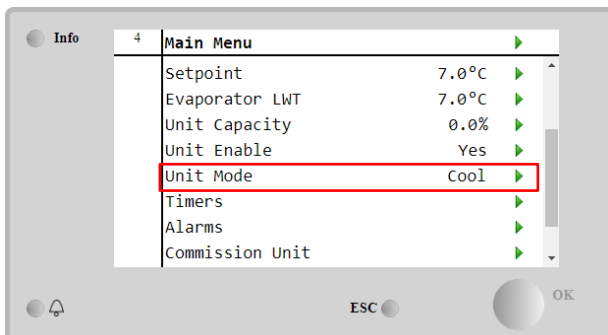 Info
4 Main Menu
Setpoint 7.0°C
Evaporator LWT 7.0°C
Unit Capacity 0.0%
Unit Enable Yes
Unit Mode Cool
Timers
Alarms
Commission Unit
ESC
OK